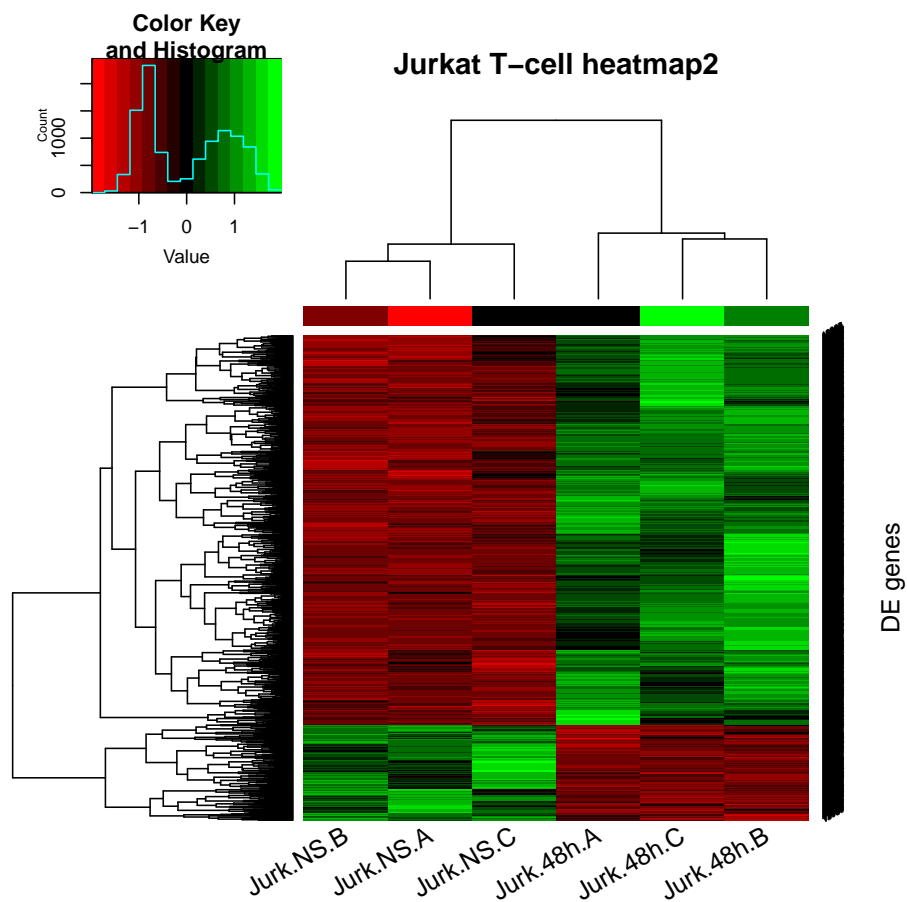 Color Key
and Histogram
Jurkat T−cell heatmap2
Count
0
1000
−1
0
1
Value
DE genes
Jurk.NS.B
Jurk.NS.A
Jurk.NS.C
Jurk.48h.A
Jurk.48h.C
Jurk.48h.B